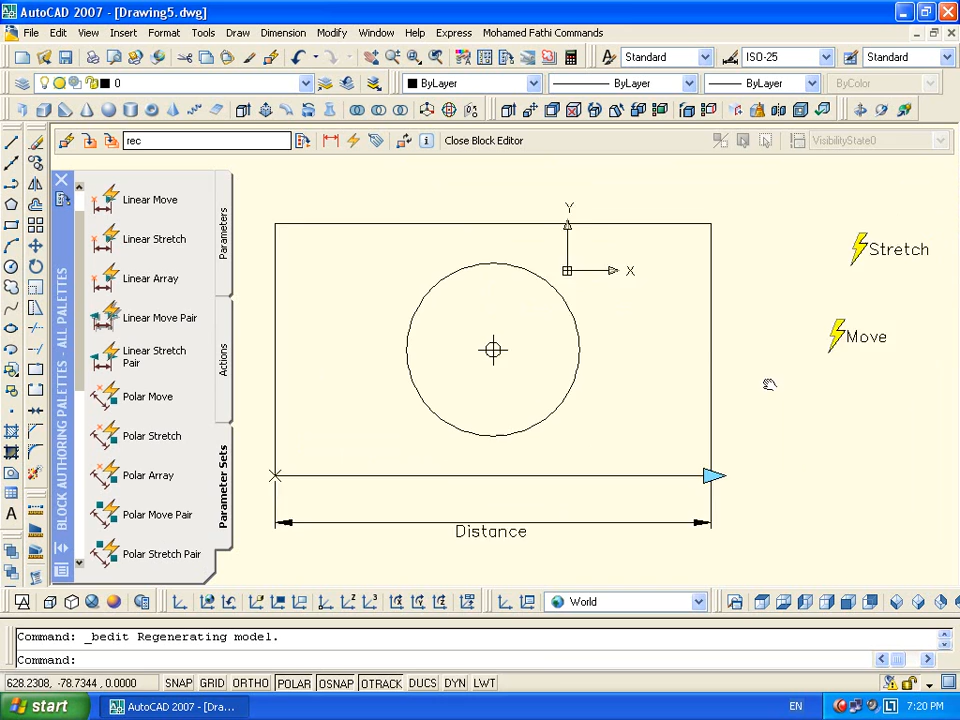 AutoCAD 2007 - [Drawing5.dwg]
File Edit View Insert Format Tools Draw Dimension Modify Window Help Express Mohamed Fathi Commands
Standard ISO-25 Standard
0 ByLayer ByLayer ByLayer ByColor
rec Close Block Editor VisibilityState0
Linear Move
Linear Stretch
Linear Array
Linear Move Pair
Linear Stretch
Pair
Polar Move
Polar Stretch
Polar Array
Polar Move Pair
Polar Stretch Pair
Parameters
Actions
Parameter Sets
BLOCK AUTHORING PALETTES - ALL PALETTES
Y
X
Stretch
Move
Distance
World
Command: _bedit Regenerating model.
Command:
628.2308, -78.7344 , 0.0000 SNAP GRID ORTHO POLAR OSNAP OTRACK DUCS DYN LWT
start AutoCAD 2007 - [Dra... EN 7:20 PM